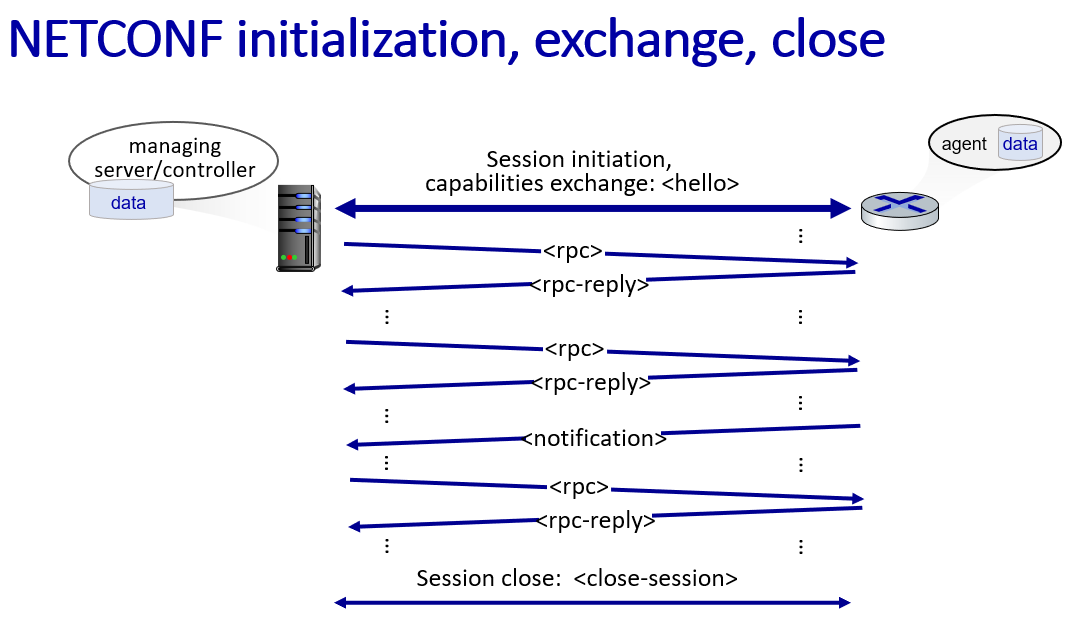 NETCONF initialization, exchange, close
managing
server/controller
data
agent
data
Session initiation,
capabilities exchange: <hello>
⋮
<rpc>
<rpc-reply>
⋮
⋮
<rpc>
<rpc-reply>
⋮
⋮
<notification>
⋮
⋮
<rpc>
<rpc-reply>
⋮
⋮
Session close: <close-session>